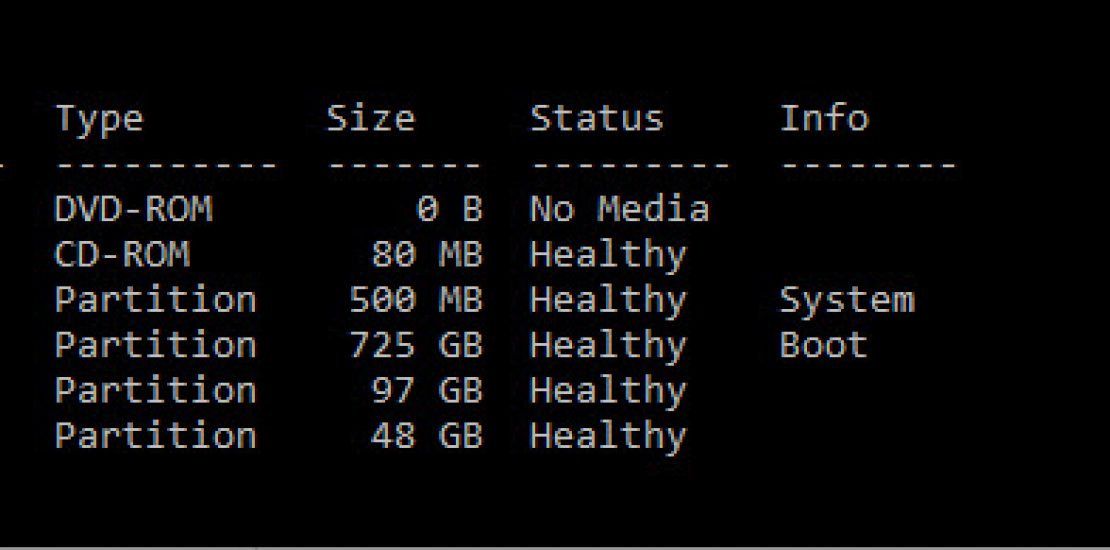 Type Size Status Info
- ---------- ------- --------- --------
DVD-ROM 0 B No Media
CD-ROM 80 MB Healthy
Partition 500 MB Healthy System
Partition 725 GB Healthy Boot
Partition 97 GB Healthy
Partition 48 GB Healthy